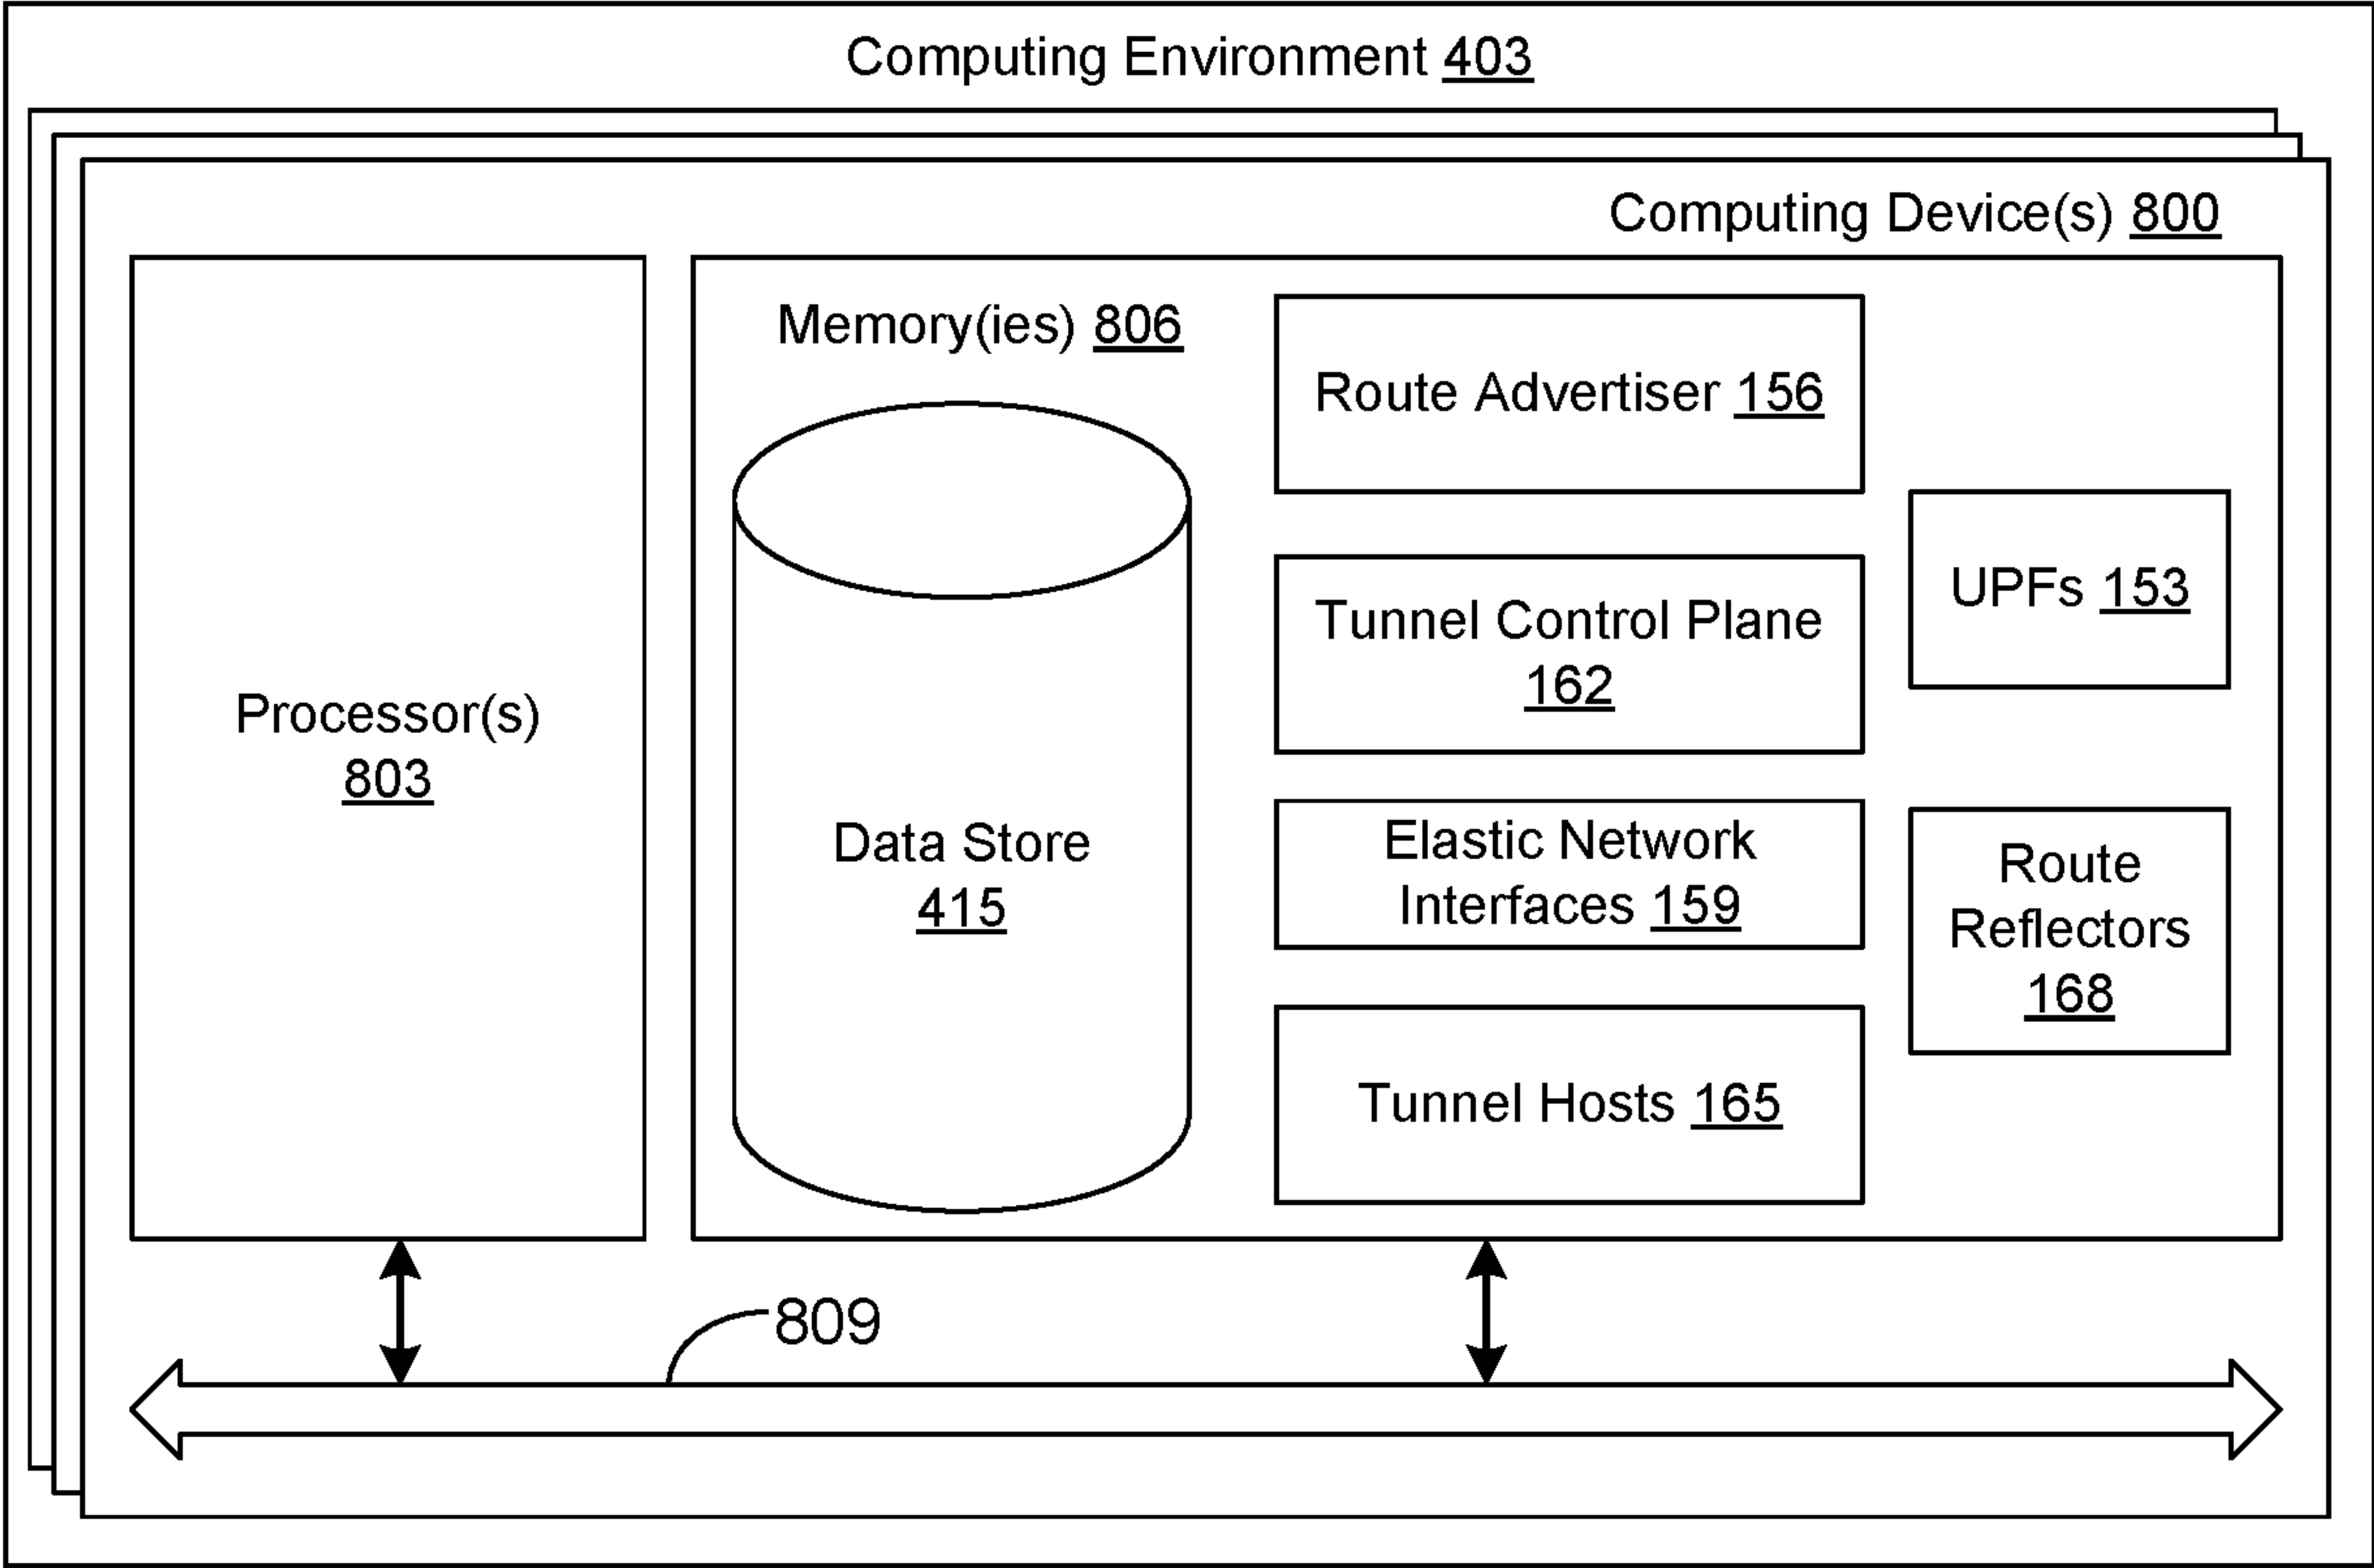 Computing Environment 403
Computing Device(s) 800
Processor(s)
803
Memory(ies) 806
Data Store
415
Route Advertiser 156
Tunnel Control Plane
162
Elastic Network
Interfaces 159
Tunnel Hosts 165
UPFs 153
Route
Reflectors
168
809